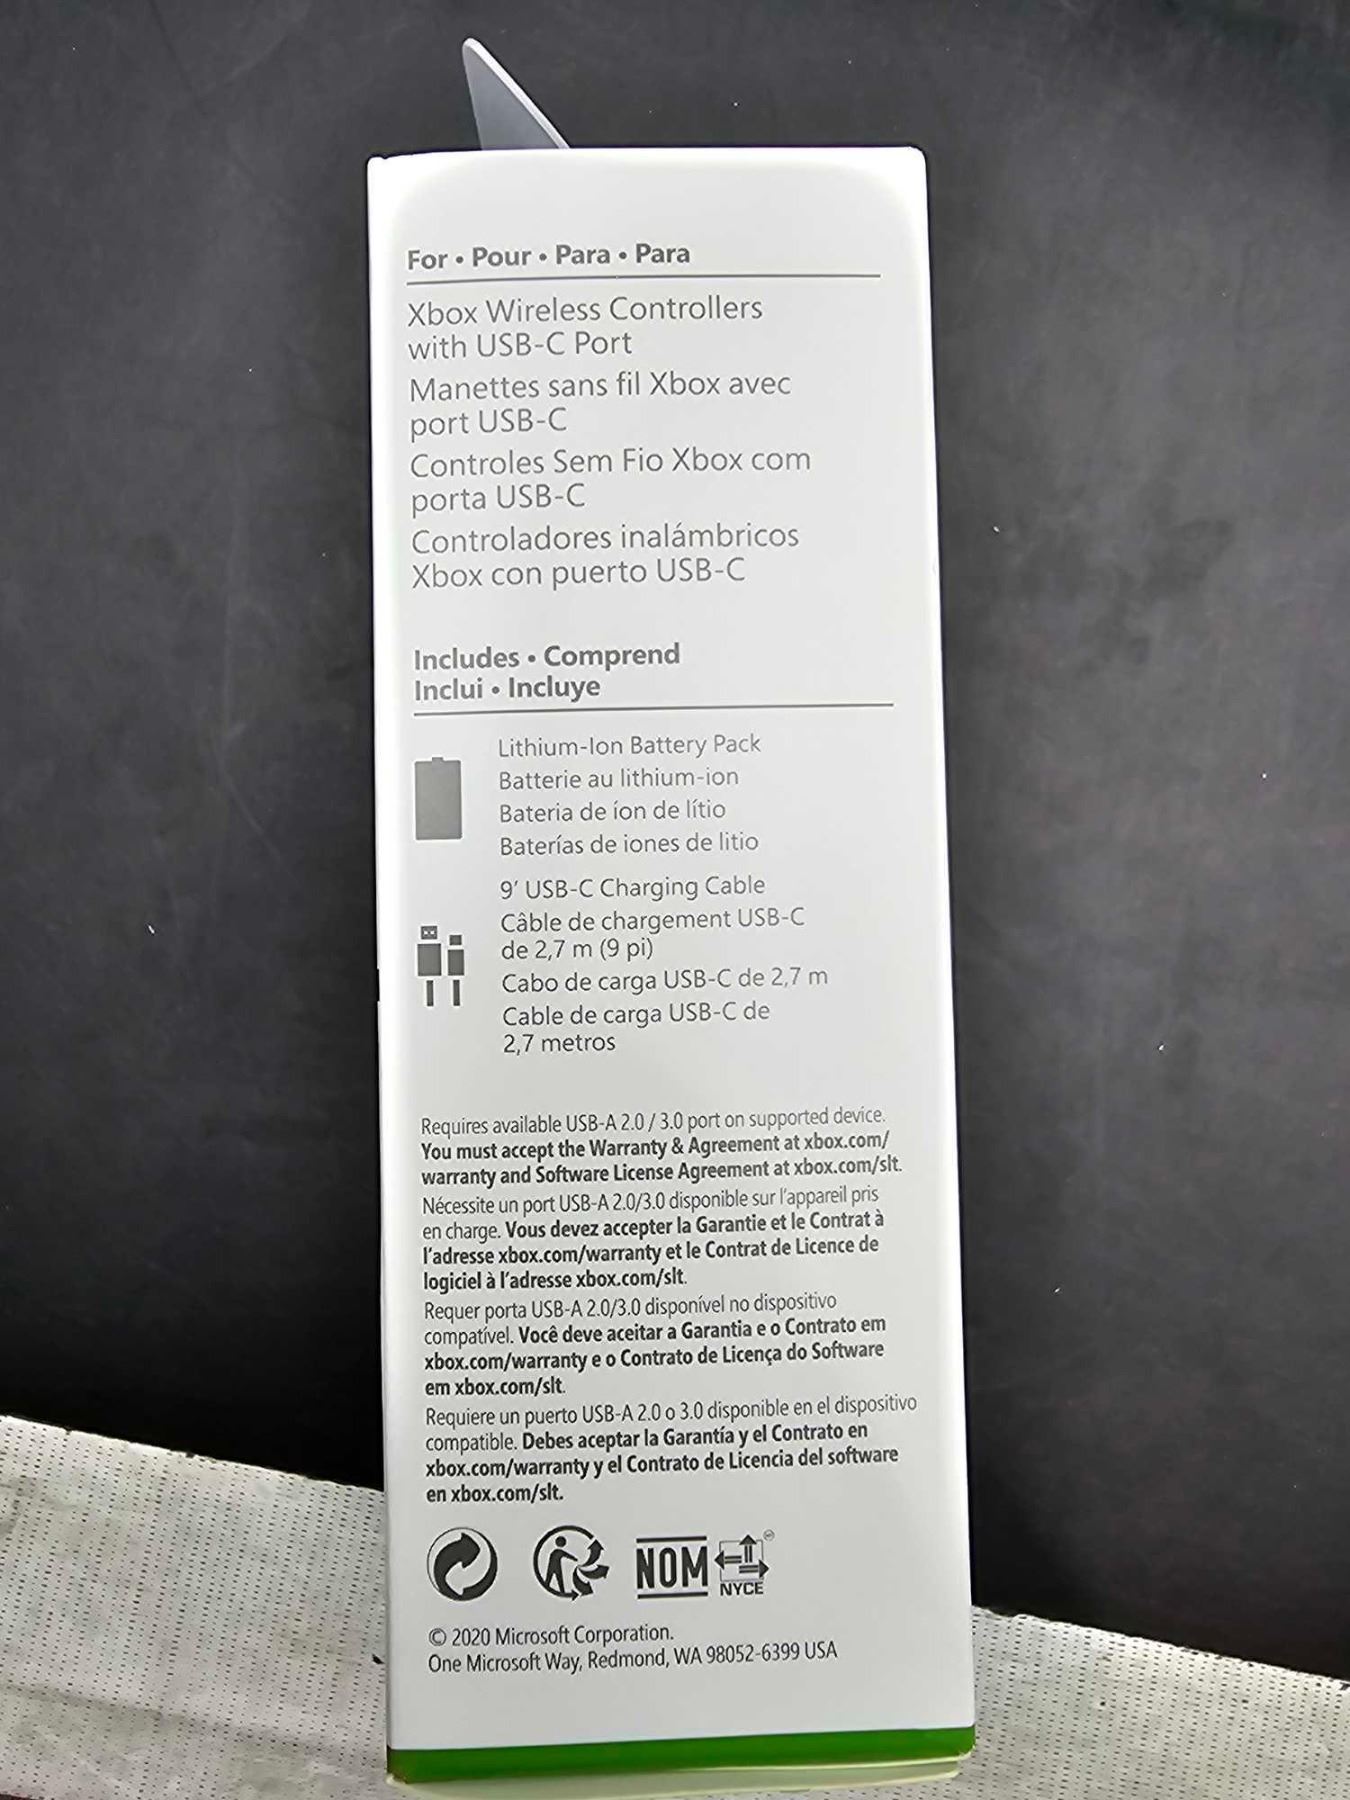 For • Pour • Para • Para
Xbox Wireless Controllers
with USB-C Port
Manettes sans fil Xbox avec
port USB-C
Controles Sem Fio Xbox com
porta USB-C
Controladores inalámbricos
Xbox con puerto USB-C
Includes • Comprend
Inclui • Incluye
Lithium-Ion Battery Pack
Batterie au lithium-ion
Bateria de íon de lítio
Baterías de iones de litio
9' USB-C Charging Cable
Câble de chargement USB-C
de 2,7 m (9 pi)
Cabo de carga USB-C de 2,7 m
Cable de carga USB-C de
2,7 metros
Requires available USB-A 2.0 / 3.0 port on supported device.
You must accept the Warranty & Agreement at xbox.com/
warranty and Software License Agreement at xbox.com/slt.
Nécessite un port USB-A 2.0/3.0 disponible sur l'appareil pris
en charge. Vous devez accepter la Garantie et le Contrat à
l'adresse xbox.com/warranty et le Contrat de Licence de
logiciel à l'adresse xbox.com/slt.
Requer porta USB-A 2.0/3.0 disponível no dispositivo
compatível. Você deve aceitar a Garantia e o Contrato em
xbox.com/warranty e o Contrato de Licença do Software
em xbox.com/slt.
Requiere un puerto USB-A 2.0 o 3.0 disponible en el dispositivo
compatible. Debes aceptar la Garantía y el Contrato en
xbox.com/warranty y el Contrato de Licencia del software
en xbox.com/slt.
NOM NYCE
© 2020 Microsoft Corporation.
One Microsoft Way, Redmond, WA 98052-6399 USA